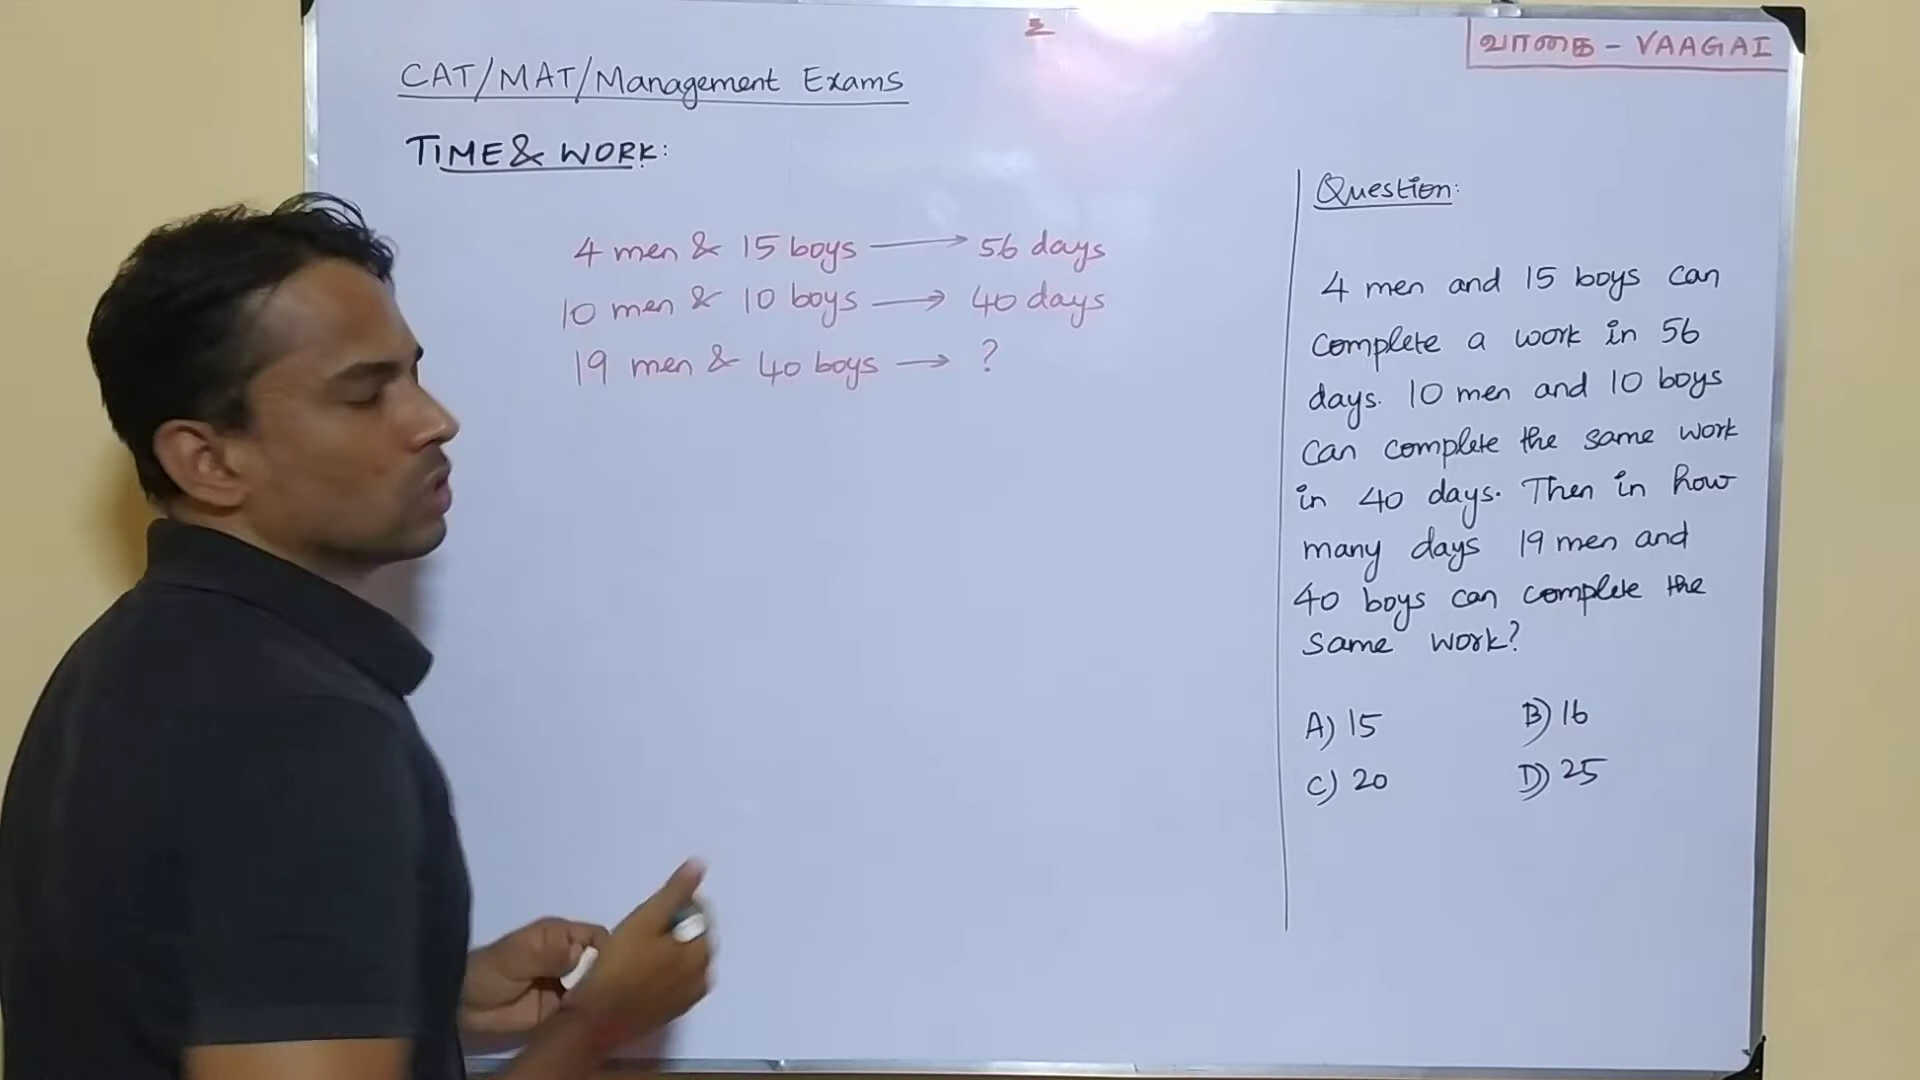 வாகை - VAAGAI
CAT/MAT/Management Exams
TIME & WORK:
4 men & 15 boys → 56 days
10 men & 10 boys → 40 days
19 men & 40 boys → ?
Question:
4 men and 15 boys can
complete a work in 56
days. 10 men and 10 boys
can complete the same work
in 40 days. Then in how
many days 19 men and
40 boys can complete the
same work?
A) 15 B) 16
C) 20 D) 25